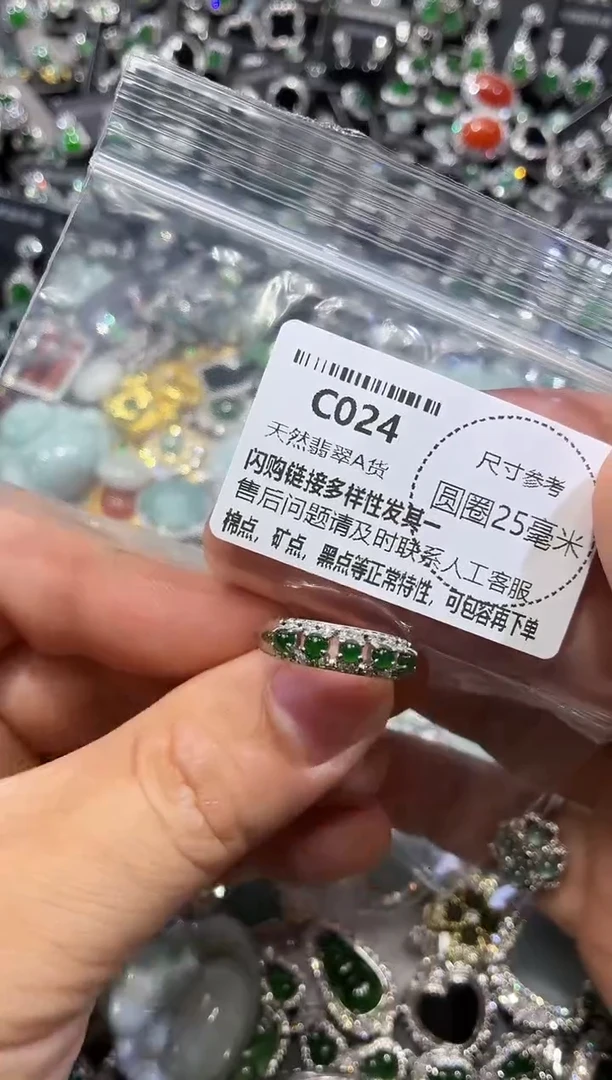 C024
天然翡翠A货
闪购链接多样性发其一
售后问题请及时联系人工客服
棉点，矿点，黑点等正常特性，可包容再下单
尺寸参考
圆圈25毫米